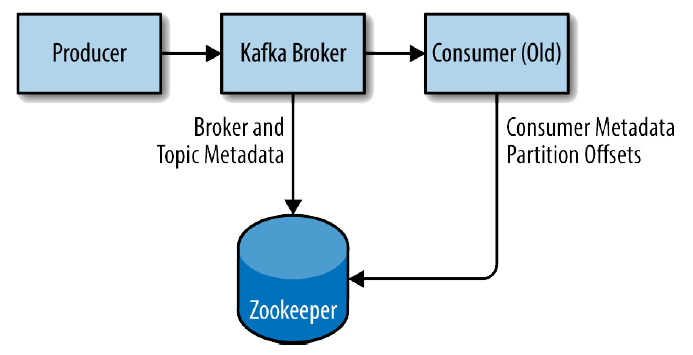 Producer
Kafka Broker
Consumer (Old)
Broker and
Topic Metadata
Consumer Metadata
Partition Offsets
Zookeeper